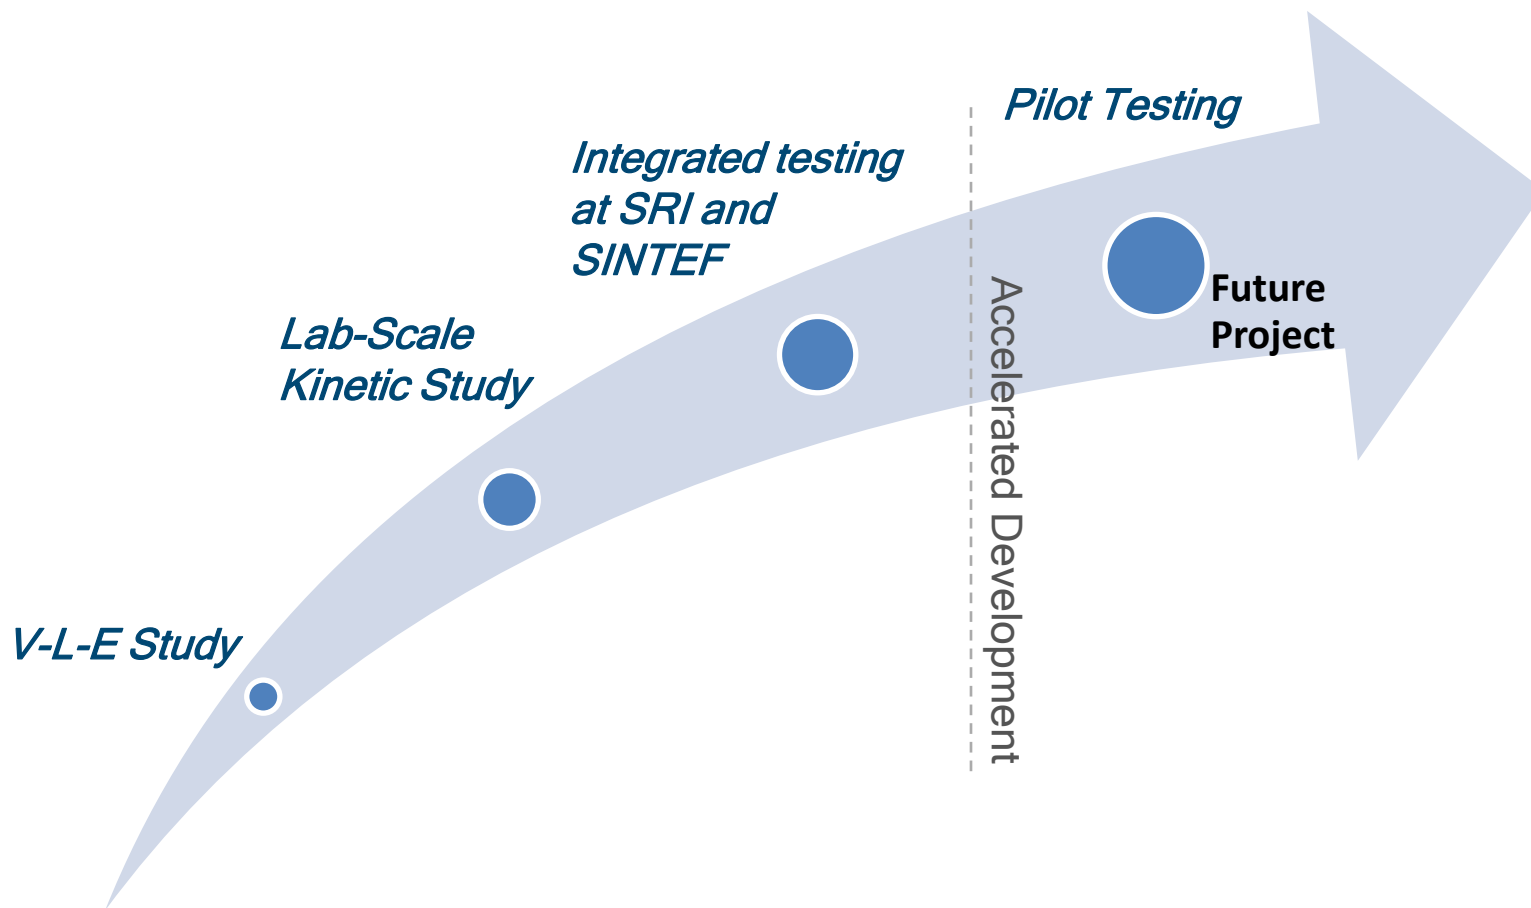 Pilot Testing
Integrated testing
at SRI and
SINTEF
Future
Project
Accelerated Development
Lab-Scale
Kinetic Study
V-L-E Study